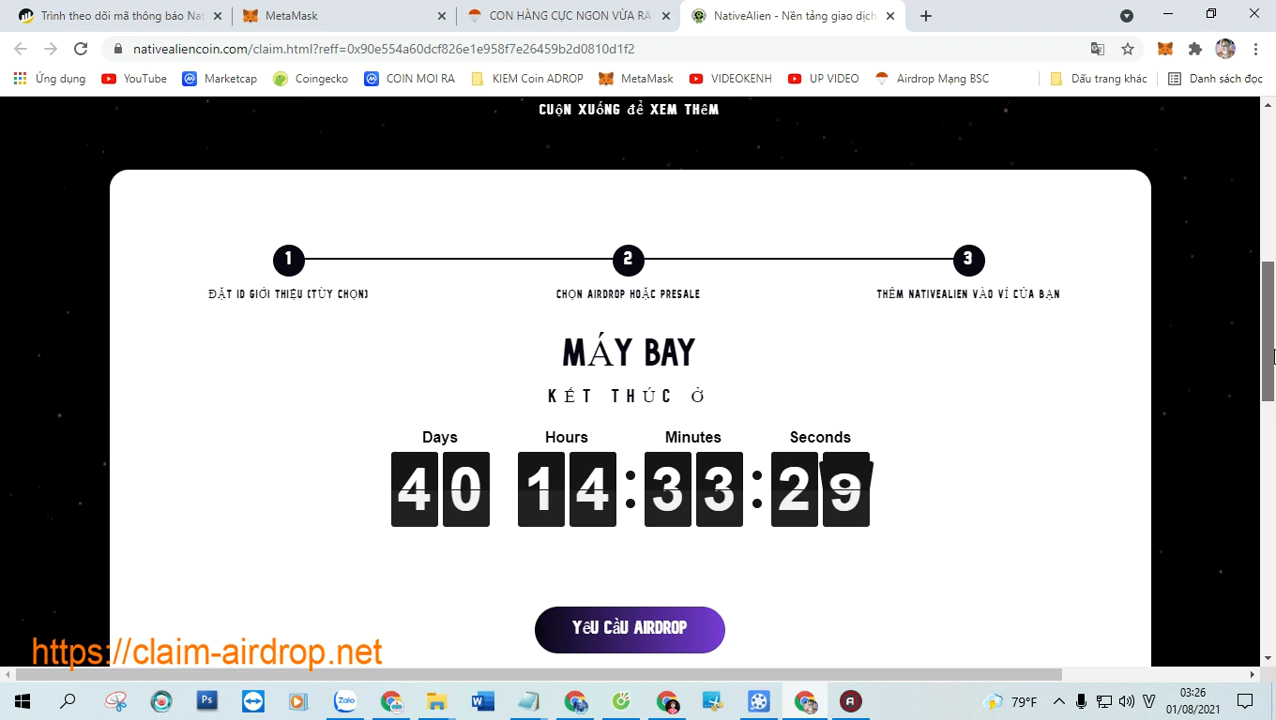 Trình theo dõi mã thông báo Nat
MetaMask
CON HÀNG CỰC NGON VỪA RA
NativeAlien - Nền tảng giao dịch
nativealiencoin.com/claim.html?reff=0x90e554a60dcf826e1e958f7e26459b2d0810d1f2
Ứng dụng
YouTube
Marketcap
Coingecko
COIN MOI RA
KIEM Coin ADROP
MetaMask
VIDEOKENH
UP VIDEO
Airdrop Mạng BSC
Dấu trang khác
Danh sách đọc
CUộN XUốNG để XEM THêM
1
2
3
ĐẶT ID GIỚI THIỆU (TÙY CHỌN)
CHỌN AIRDROP HOẶC PRESALE
THÊM NATIVEALIEN VÀO VÍ CỦA BẠN
MÁY BAY
KẾT THÚC Ở
Days Hours Minutes Seconds
40 14:33:29
YêU CầU AIRDROP
https://claim-airdrop.net
79°F
03:26
01/08/2021